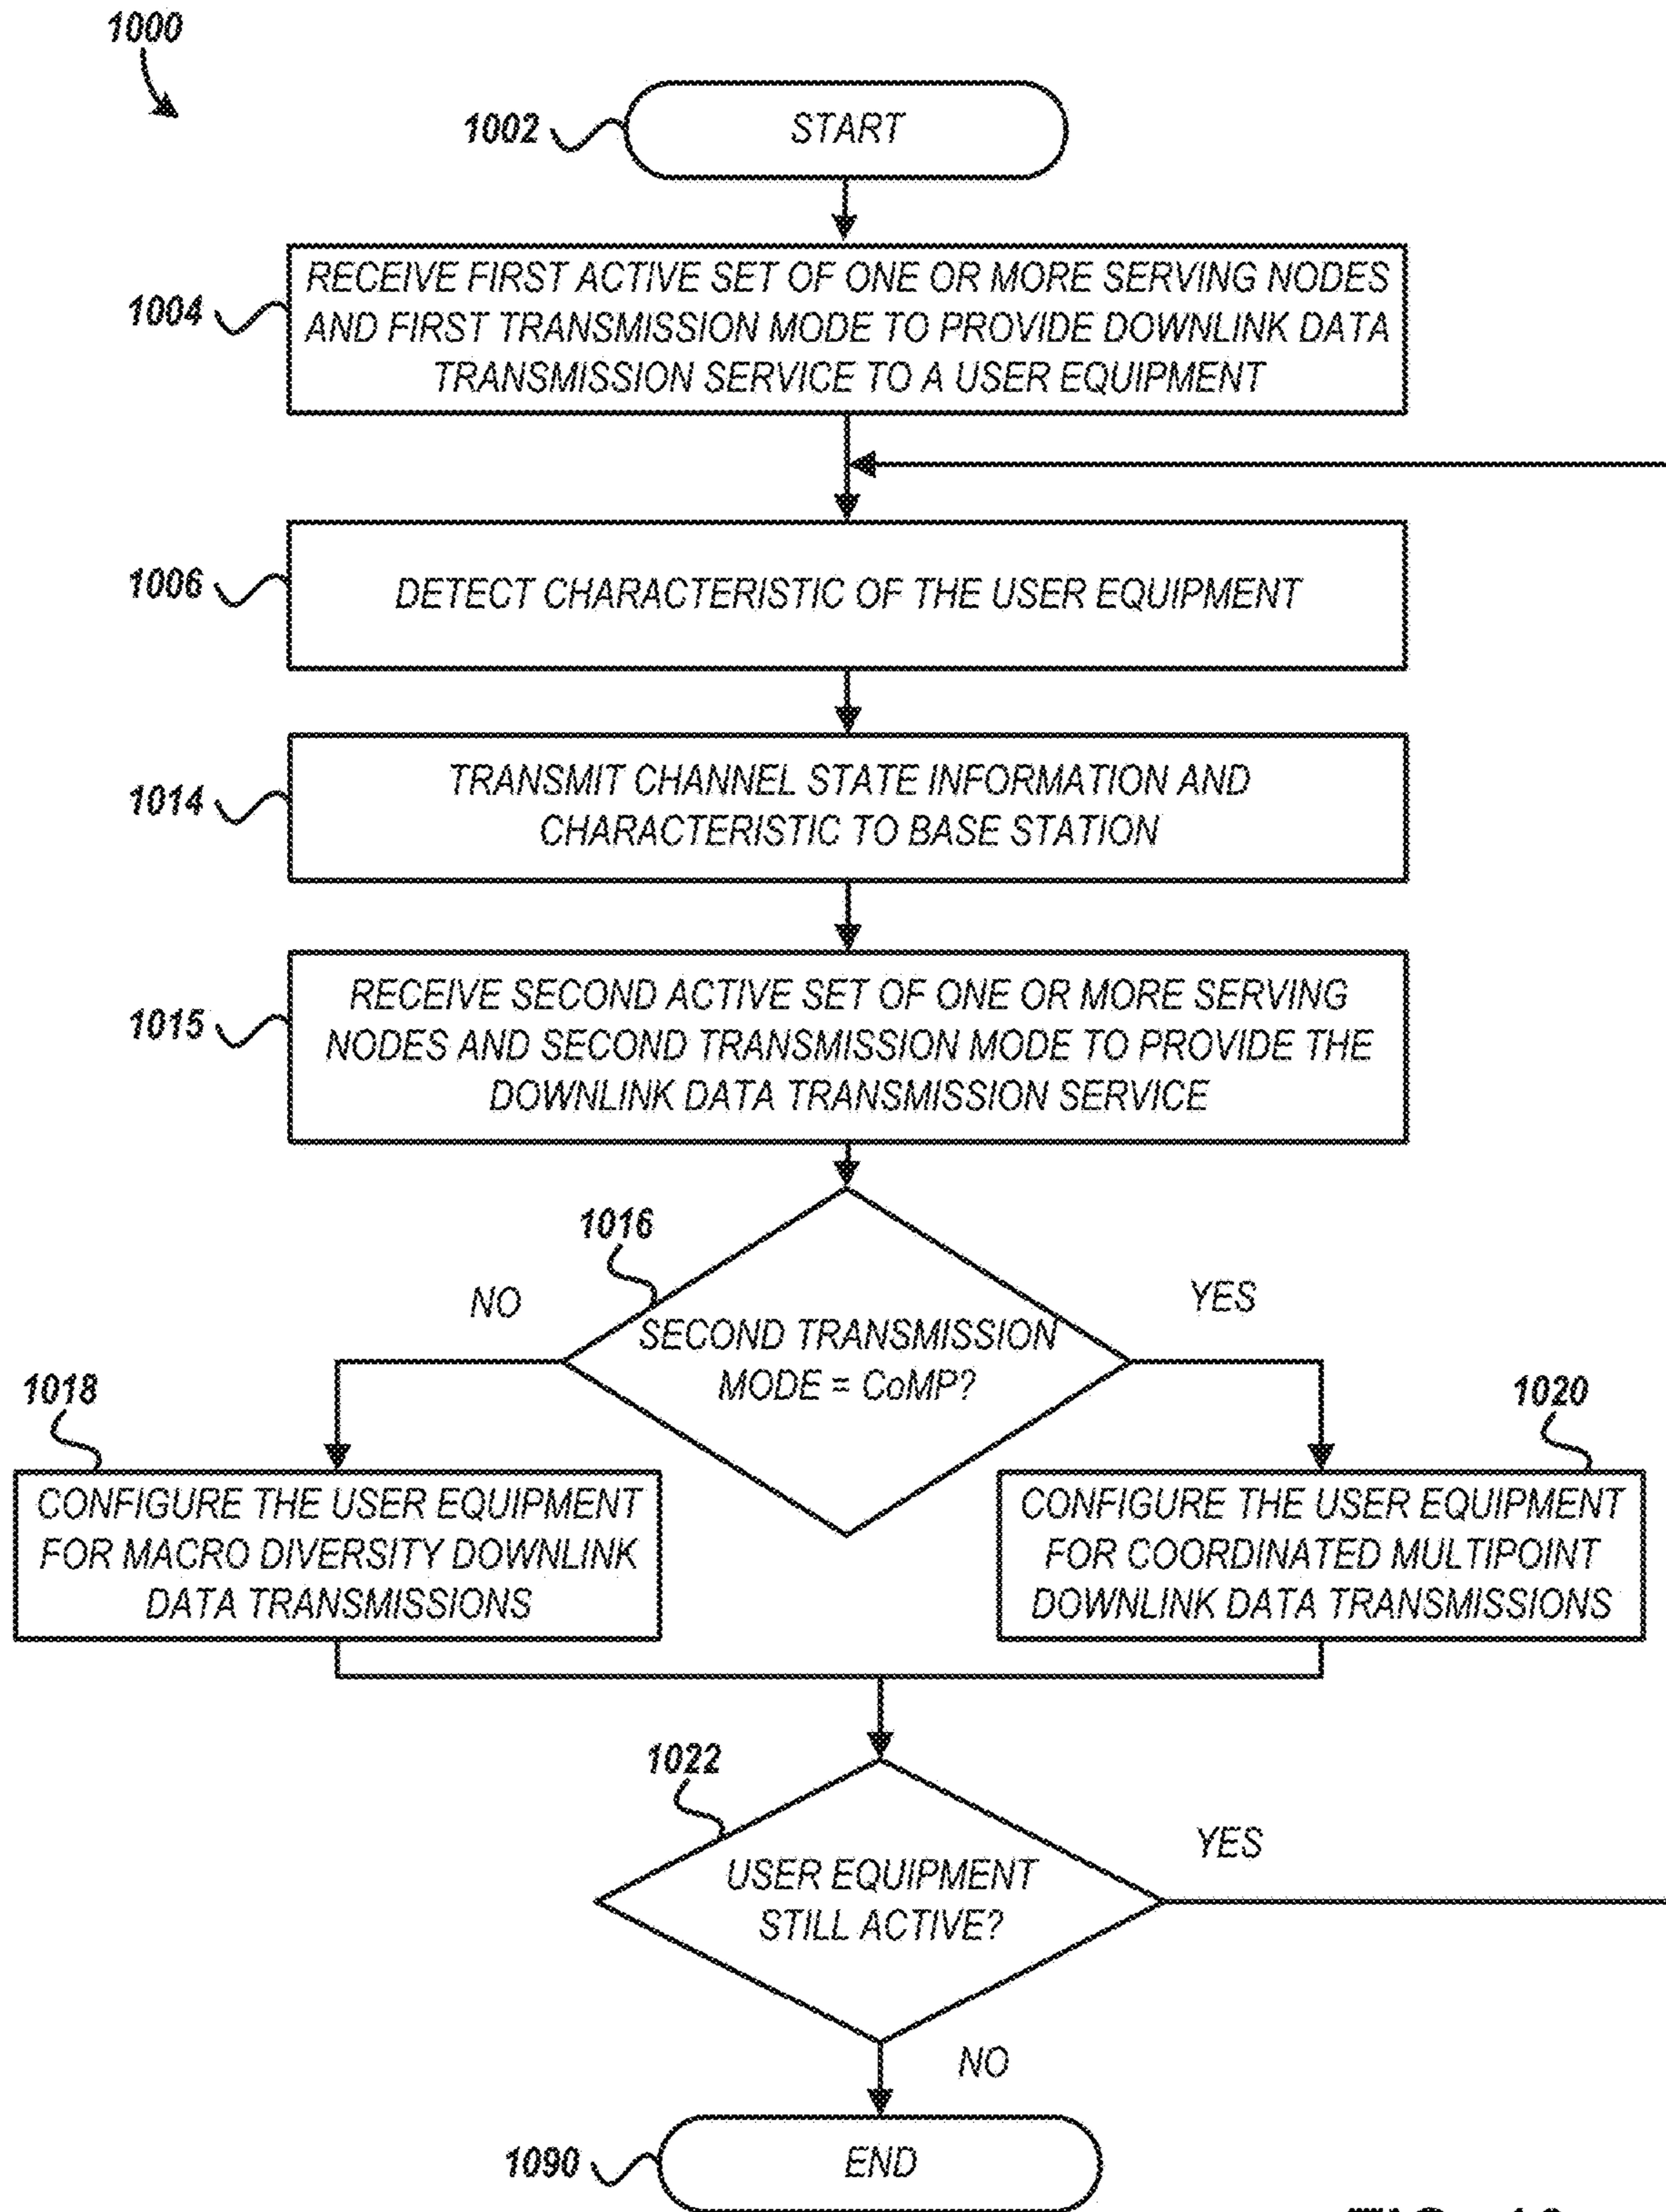 1000
1002
START
1004
RECEIVE FIRST ACTIVE SET OF ONE OR MORE SERVING NODES
AND FIRST TRANSMISSION MODE TO PROVIDE DOWNLINK DATA
TRANSMISSION SERVICE TO A USER EQUIPMENT
1006
DETECT CHARACTERISTIC OF THE USER EQUIPMENT
1014
TRANSMIT CHANNEL STATE INFORMATION AND
CHARACTERISTIC TO BASE STATION
1015
RECEIVE SECOND ACTIVE SET OF ONE OR MORE SERVING
NODES AND SECOND TRANSMISSION MODE TO PROVIDE THE
DOWNLINK DATA TRANSMISSION SERVICE
1016
NO
YES
SECOND TRANSMISSION
MODE = CoMP?
1018
CONFIGURE THE USER EQUIPMENT
FOR MACRO DIVERSITY DOWNLINK
DATA TRANSMISSIONS
1020
CONFIGURE THE USER EQUIPMENT
FOR COORDINATED MULTIPOINT
DOWNLINK DATA TRANSMISSIONS
1022
YES
USER EQUIPMENT
STILL ACTIVE?
NO
1090
END